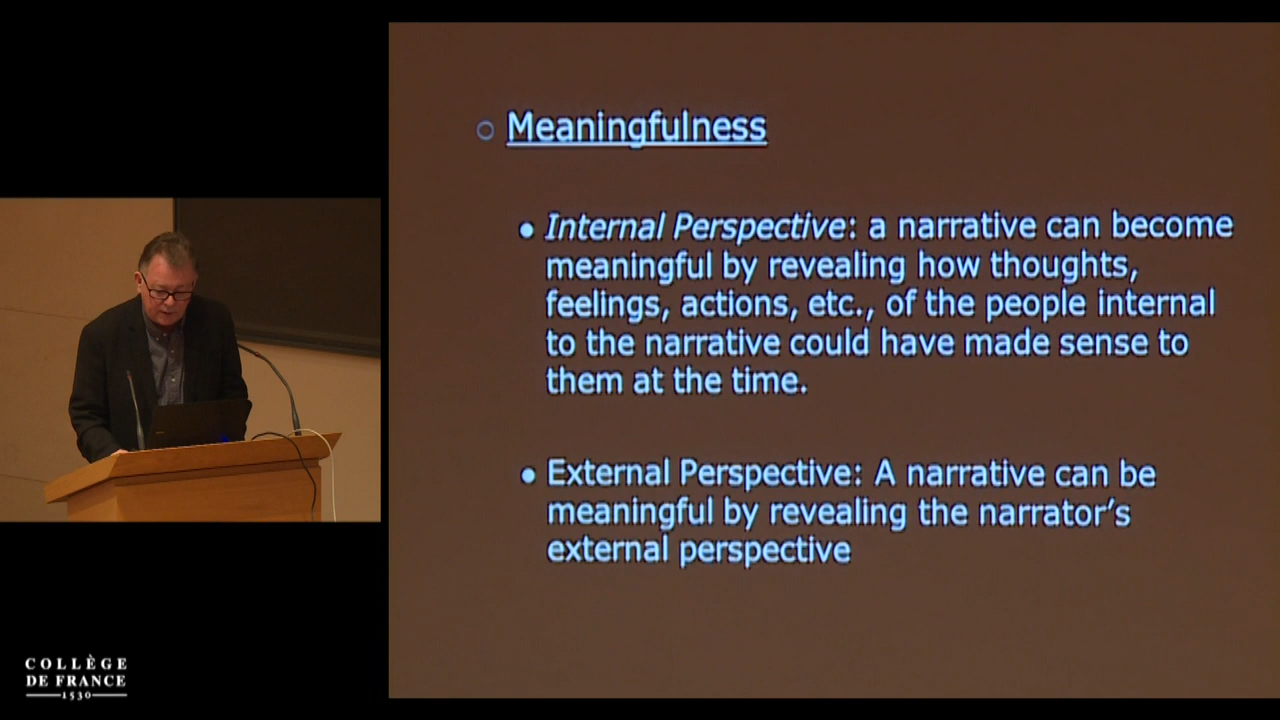 Meaningfulness
Internal Perspective: a narrative can become
meaningful by revealing how thoughts,
feelings, actions, etc., of the people internal
to the narrative could have made sense to
them at the time.
External Perspective: A narrative can be
meaningful by revealing the narrator's
external perspective
COLLÈGE
DE FRANCE
1530